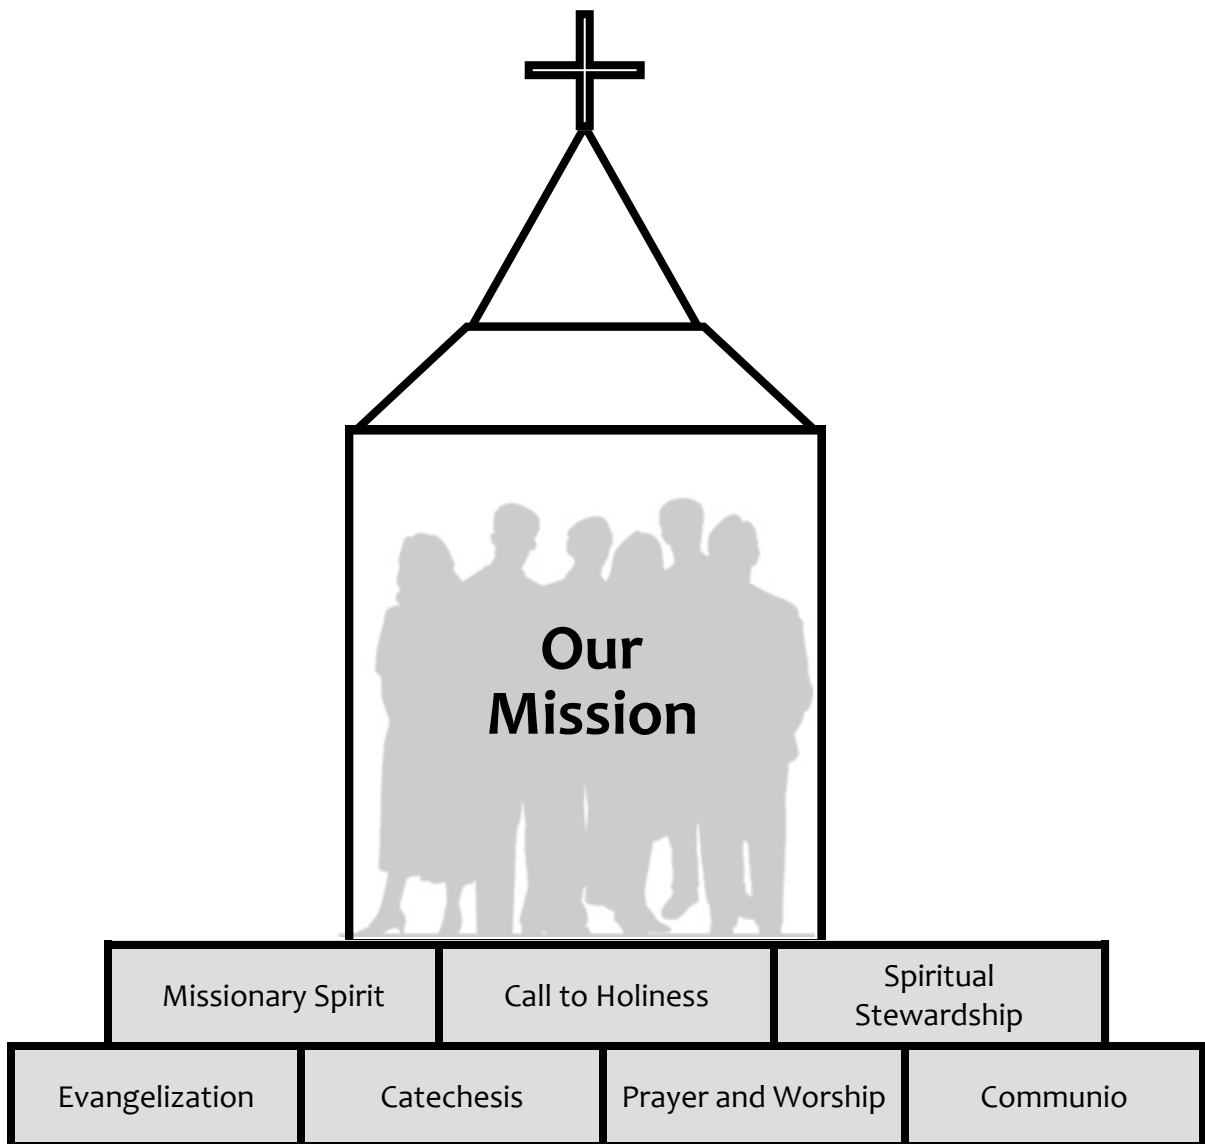 Our
Mission
Missionary Spirit
Call to Holiness
Spiritual
Stewardship
Evangelization
Catechesis
Prayer and Worship
Communio